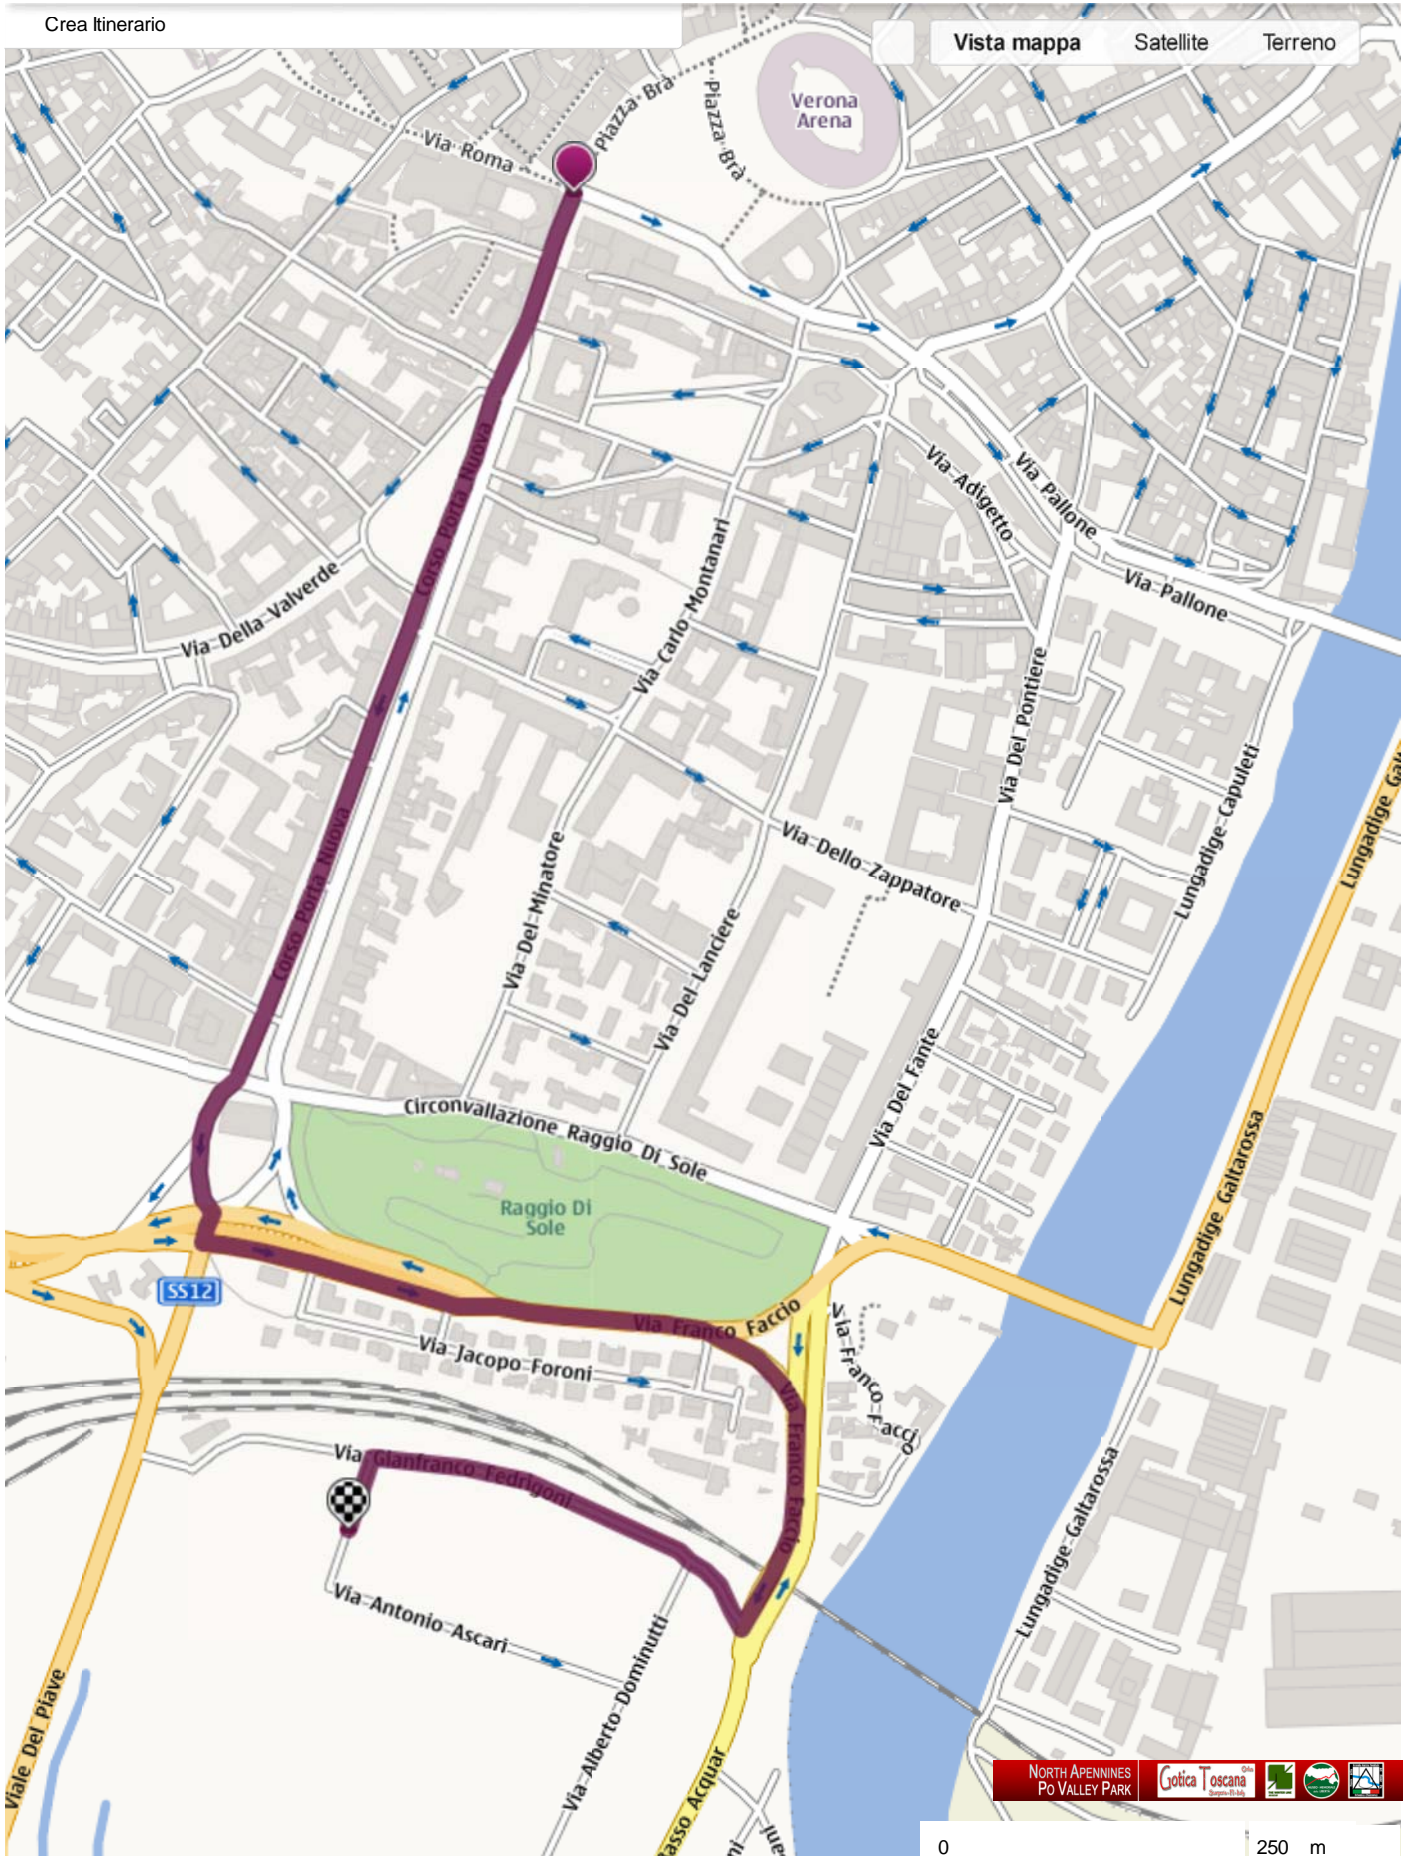 Crea Itinerario
Vista mappa
Satellite
Terreno
Verona
Arena
Piazza Brà
Piazza Brà
Via Roma
Corso Porta Nuova
Via Adigetto
Via Pallone
Via Pallone
Via Carlo Montanari
Via Della Valverde
Via Del Pontiere
Lungadige Capuleti
Lungadige Galt
Corso Porta Nuova
Via Del Minatore
Via Dello Zappatore
Via Del Lanciere
Via Del Fante
Circonvallazione Raggio Di Sole
Raggio Di
Sole
Lungadige Galtarossa
SS12
Via Franco Faccio
Via Franco Faccio
Via Jacopo Foroni
Via Franco Faccio
Via Gianfranco Fedrigoni
Lungadige Galtarossa
Via Antonio Ascari
Via Alberto Dominutti
Viale Del Piave
asso Acquar
NORTH APENNINES
PO VALLEY PARK
Gotica Toscana
0
250 m